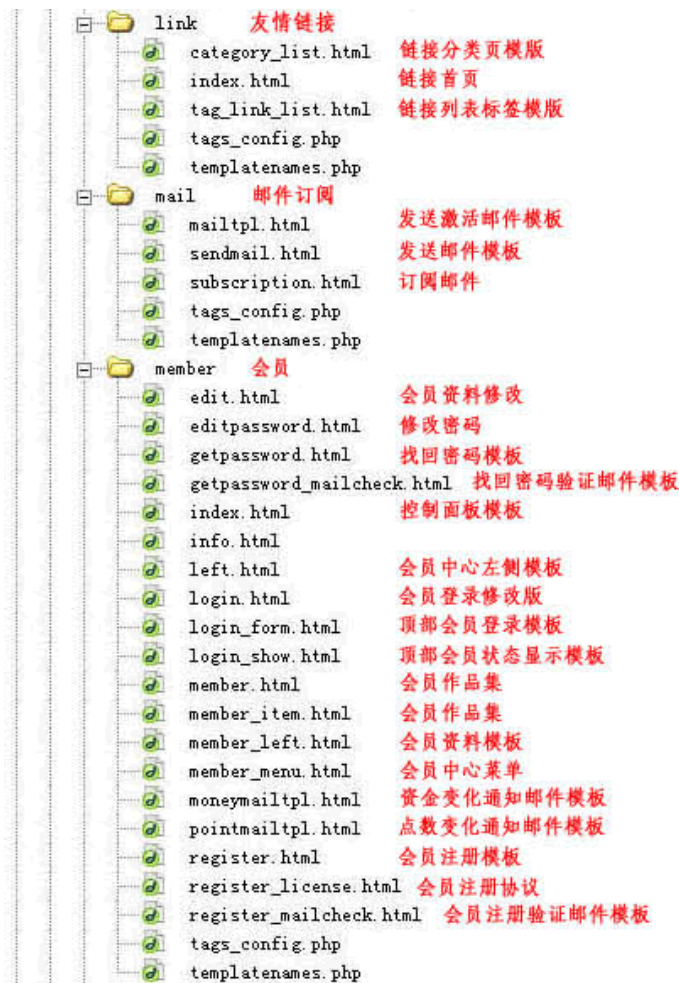 link 友情链接
category_list.html 链接分类页模版
index.html 链接首页
tag_link_list.html 链接列表标签模版
tags_config.php
templatenames.php
mail 邮件订阅
mailtpl.html 发送激活邮件模板
sendmail.html 发送邮件模板
subscription.html 订阅邮件
tags_config.php
templatenames.php
member 会员
edit.html 会员资料修改
editpassword.html 修改密码
getpassword.html 找回密码模板
getpassword_mailcheck.html 找回密码验证邮件模板
index.html 控制面板模板
info.html
left.html 会员中心左侧模板
login.html 会员登录修改版
login_form.html 顶部会员登录模板
login_show.html 顶部会员状态显示模板
member.html 会员作品集
member_item.html 会员作品集
member_left.html 会员资料模板
member_menu.html 会员中心菜单
moneymailtpl.html 资金变化通知邮件模板
pointmailtpl.html 点数变化通知邮件模板
register.html 会员注册模板
register_license.html 会员注册协议
register_mailcheck.html 会员注册验证邮件模板
tags_config.php
templatenames.php